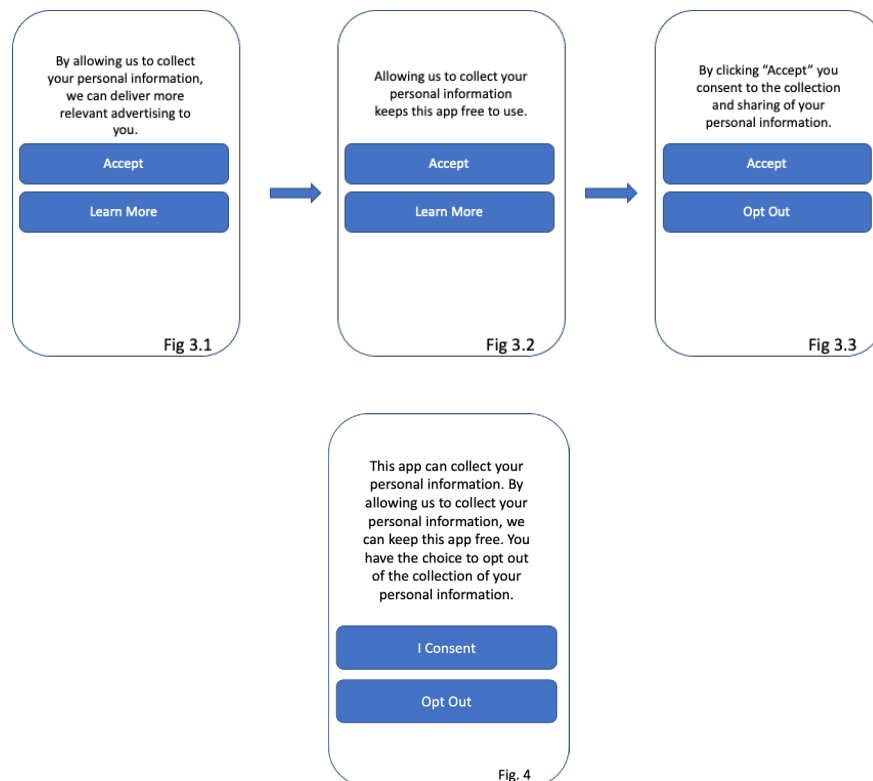 By allowing us to collect
your personal information,
we can deliver more
relevant advertising to
you.
Accept
Learn More
Fig 3.1
Allowing us to collect your
personal information
keeps this app free to use.
Accept
Learn More
Fig 3.2
By clicking “Accept” you
consent to the collection
and sharing of your
personal information.
Accept
Opt Out
Fig 3.3
This app can collect your
personal information. By
allowing us to collect your
personal information, we
can keep this app free. You
have the choice to opt out
of the collection of your
personal information.
I Consent
Opt Out
Fig. 4